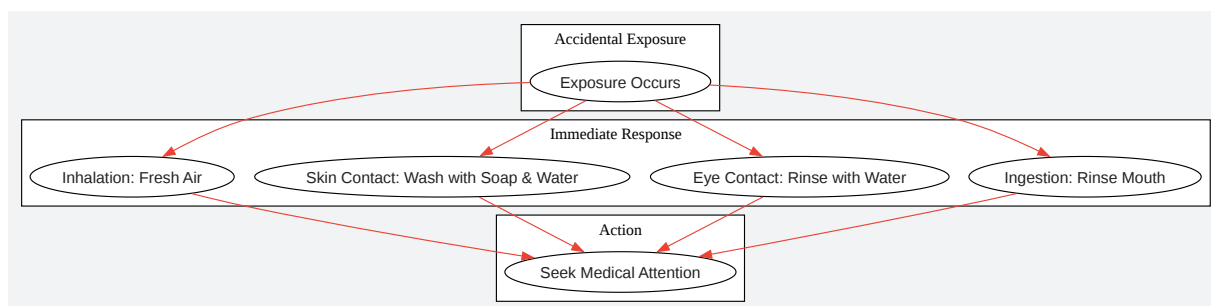 Accidental Exposure
Exposure Occurs
Immediate Response
Inhalation: Fresh Air
Skin Contact: Wash with Soap & Water
Eye Contact: Rinse with Water
Ingestion: Rinse Mouth
Action
Seek Medical Attention